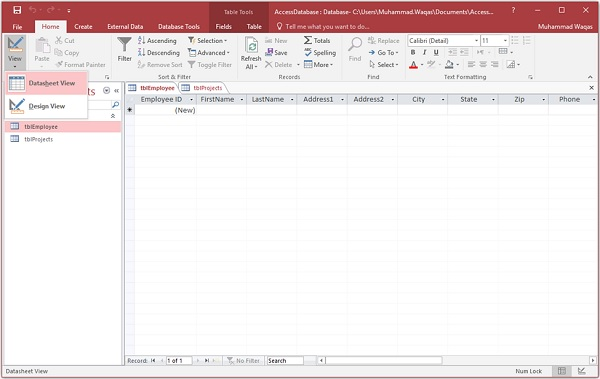 Table Tools
AccessDatabase : Database- C:\Users\Muhammad.Waqas\Documents\Access...
?
File Home Create External Data Database Tools Fields Table Tell me what you want to do... Muhammad Waqas
View
Paste
Cut
Copy
Format Painter
Filter
Ascending
Descending
Remove Sort
Selection
Advanced
Toggle Filter
Sort & Filter
Refresh All
New
Save
Delete
Totals
Spelling
More
Records
Find
Replace
Go To
Select
Find
Calibri (Detail) 11
B I U
A
Text Formatting
Datasheet View
Design View
ts
tblEmployee
tblProjects
tblEmployee tblProjects
Employee ID FirstName LastName Address1 Address2 City State Zip Phone
(New)
Record: 1 of 1 No Filter Search
Datasheet View Num Lock